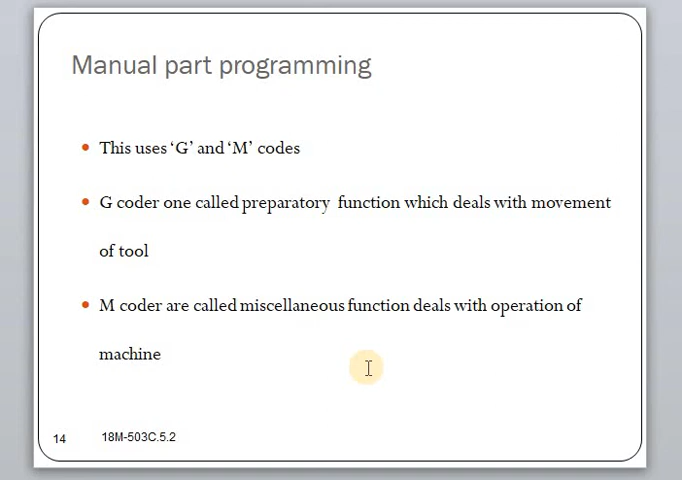 Manual part programming
• This uses ‘G’ and ‘M’ codes
• G coder one called preparatory function which deals with movement
of tool
• M coder are called miscellaneous function deals with operation of
machine
14 18M-503C.5.2